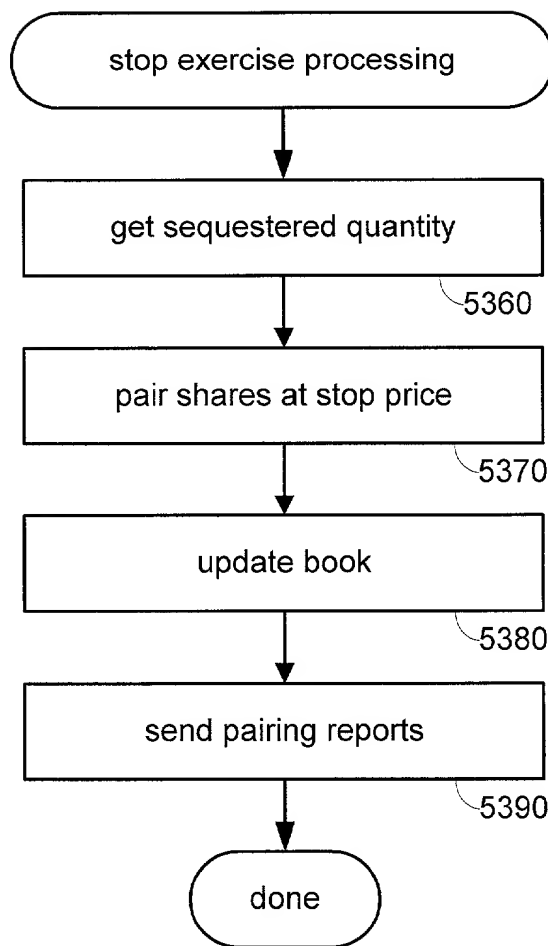 stop exercise processing
get sequestered quantity
5360
pair shares at stop price
5370
update book
5380
send pairing reports
5390
done